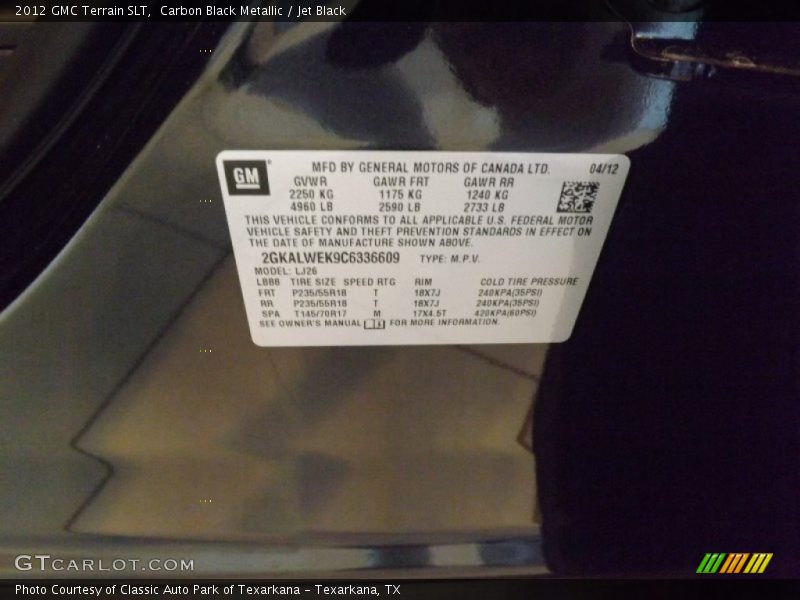 2012 GMC Terrain SLT,  Carbon Black Metallic / Jet Black
GM
MFD BY GENERAL MOTORS OF CANADA LTD. 04/12
GVWR GAWR FRT GAWR RR
2250 KG 1175 KG 1240 KG
4960 LB 2590 LB 2733 LB
THIS VEHICLE CONFORMS TO ALL APPLICABLE U.S. FEDERAL MOTOR
VEHICLE SAFETY AND THEFT PREVENTION STANDARDS IN EFFECT ON
THE DATE OF MANUFACTURE SHOWN ABOVE.
2GKALWEK9C6336609 TYPE: M.P.V.
MODEL: LJ26
LBBB TIRE SIZE SPEED RTG RIM COLD TIRE PRESSURE
FRT P235/55R18 T 18X7J 240KPA(35PSI)
RR P235/55R18 T 18X7J 240KPA(35PSI)
SPA T145/70R17 M 17X4.5T 420KPA(60PSI)
SEE OWNER'S MANUAL FOR MORE INFORMATION.
GTCARLOT.COM
Photo Courtesy of Classic Auto Park of Texarkana – Texarkana, TX